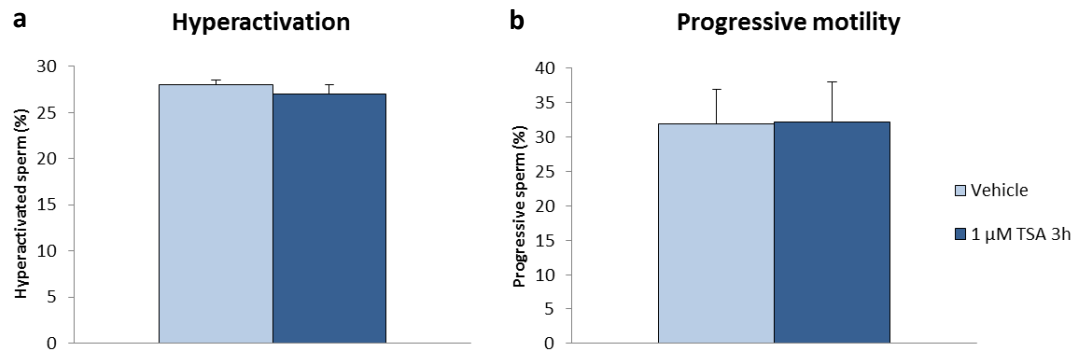 a
Hyperactivation
Hyperactivated sperm (%)
30
25
20
15
10
5
0
b
Progressive motility
Progressive sperm (%)
40
35
30
25
20
15
10
5
0
Vehicle
1 µM TSA 3h